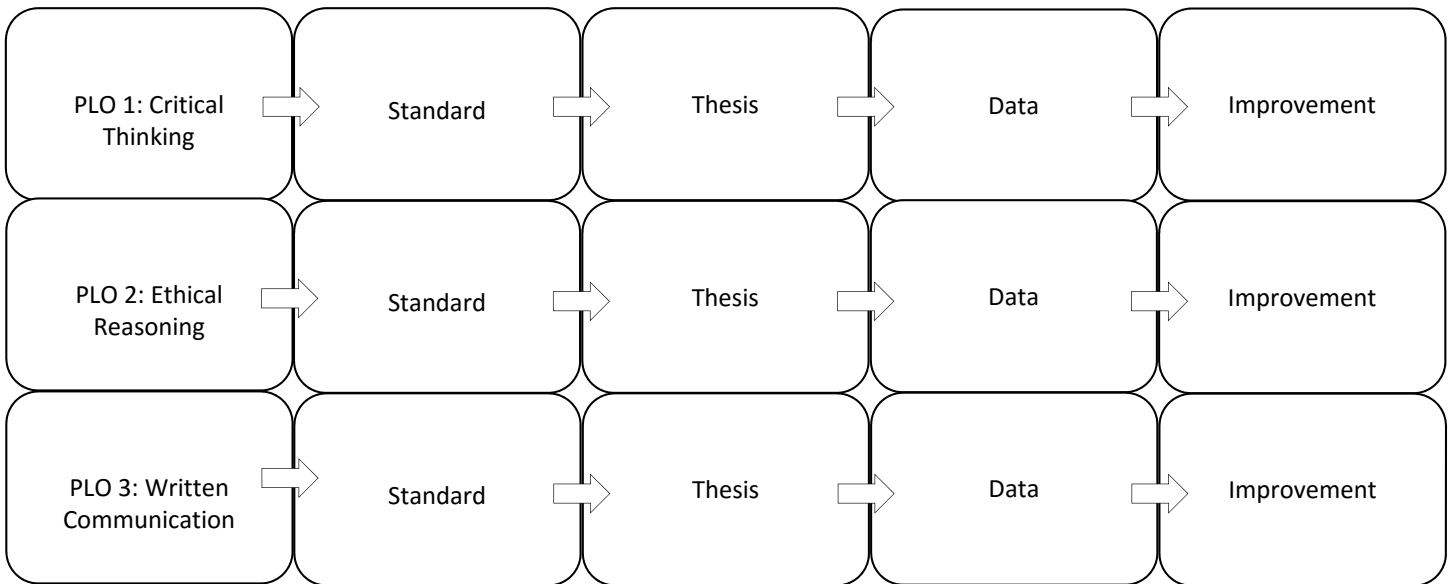 PLO 1: Critical
Thinking
Standard
Thesis
Data
Improvement
PLO 2: Ethical
Reasoning
Standard
Thesis
Data
Improvement
PLO 3: Written
Communication
Standard
Thesis
Data
Improvement